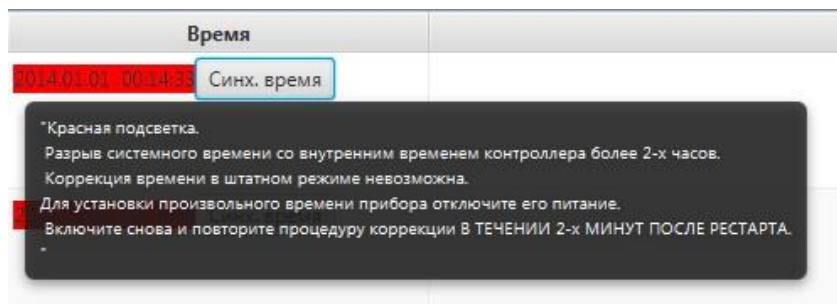 Время
2014.01.01 00:14:33 Синх. время
"Красная подсветка.
Разрыв системного времени со внутренним временем контроллера более 2-х часов.
Коррекция времени в штатном режиме невозможна.
Для установки произвольного времени прибора отключите его питание.
Включите снова и повторите процедуру коррекции В ТЕЧЕНИИ 2-х МИНУТ ПОСЛЕ РЕСТАРТА.
"